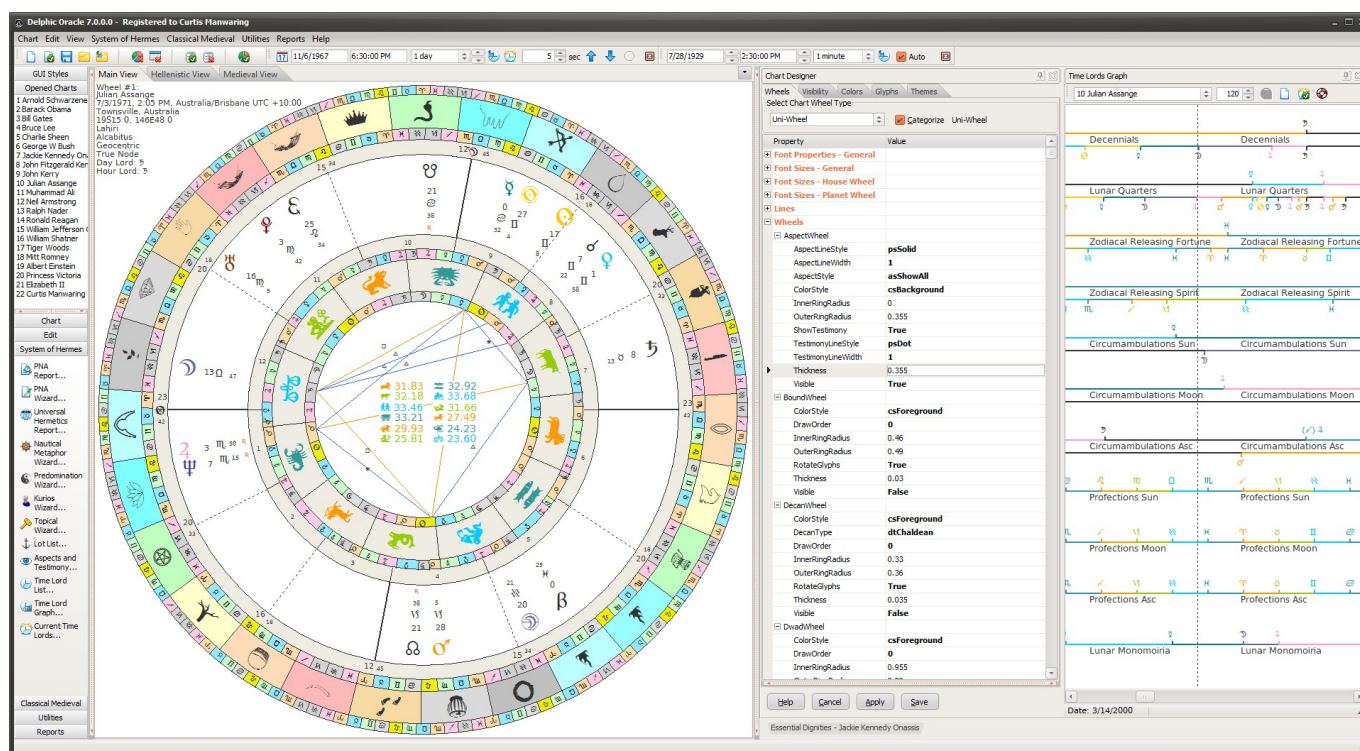 Delphic Oracle 7.0.0.0 - Registered to Curtis Manwaring
Chart Edit View System of Hermes Classical Medieval Utilities Reports Help
17 11/6/1967 6:30:00 PM 1 day 5 sec 7/28/1929 2:30:00 PM 1 minute Auto
GUI Styles
Opened Charts
1 Arnold Schwarzene
2 Barack Obama
3 Bill Gates
4 Bruce Lee
5 Charlie Sheen
6 George W Bush
7 Jackie Kennedy On
8 John Fitzgerald Ker
9 John Kerry
10 Julian Assange
11 Muhammad Ali
12 Neil Armstrong
13 Ralph Nader
14 Ronald Reagan
15 William Jefferson C
16 William Shatner
17 Tiger Woods
18 Mitt Romney
19 Albert Einstein
20 Princess Victoria
21 Elizabeth II
22 Curtis Manwaring
Chart
Edit
System of Hermes
PNA
Report...
PNA
Wizard...
Universal
Hermetics
Report...
Nautical
Metaphor
Wizard...
Predomination
Wizard...
Kurios
Wizard...
Topical
Wizard...
Lot List...
Aspects and
Testimony...
Time Lord
List...
Time Lord
Graph...
Current Time
Lords...
Classical Medieval
Utilities
Reports
Main View Hellenistic View Medieval View
Wheel #1:
Julian Assange
7/3/1971, 2:05 PM, Australia/Brisbane UTC +10:00
Townsville, Australia
19S15 0, 146E48 0
Lahiri
Alcabitus
Geocentric
True Node
Day Lord: ♄
Hour Lord: ♄
31.83 32.92
32.18 33.68
33.46 31.66
33.21 27.49
29.93 24.23
25.81 23.60
Chart Designer
Wheels Visibility Colors Glyphs Themes
Select Chart Wheel Type
Uni-Wheel Categorize Uni-Wheel
Property Value
Font Properties - General
Font Sizes - General
Font Sizes - House Wheel
Font Sizes - Planet Wheel
Lines
Wheels
AspectWheel
AspectLineStyle psSolid
AspectLineWidth 1
AspectStyle asShowAll
ColorStyle csBackground
InnerRingRadius 0
OuterRingRadius 0.355
ShowTestimony True
TestimonyLineStyle psDot
TestimonyLineWidth 1
Thickness 0.355
Visible True
BoundWheel
ColorStyle csForeground
DrawOrder 0
InnerRingRadius 0.46
OuterRingRadius 0.49
RotateGlyphs True
Thickness 0.03
Visible False
DecanWheel
ColorStyle csForeground
DecanType dtChaldean
DrawOrder 0
InnerRingRadius 0.33
OuterRingRadius 0.36
RotateGlyphs True
Thickness 0.035
Visible False
DwadWheel
ColorStyle csForeground
DrawOrder 0
InnerRingRadius 0.955
Help Cancel Apply Save
Essential Dignities - Jackie Kennedy Onassis
Time Lords Graph
10 Julian Assange 120
Decennials Decennials
Lunar Quarters Lunar Quarters
Zodiacal Releasing Fortune Zodiacal Releasing Fortune
Zodiacal Releasing Spirit Zodiacal Releasing Spirit
Circumambulations Sun Circumambulations Sun
Circumambulations Moon Circumambulations Moon
Circumambulations Asc Circumambulations Asc
Profections Sun Profections Sun
Profections Moon Profections Moon
Profections Asc Profections Asc
Lunar Monomoiria Lunar Monomoiria
Date: 3/14/2000